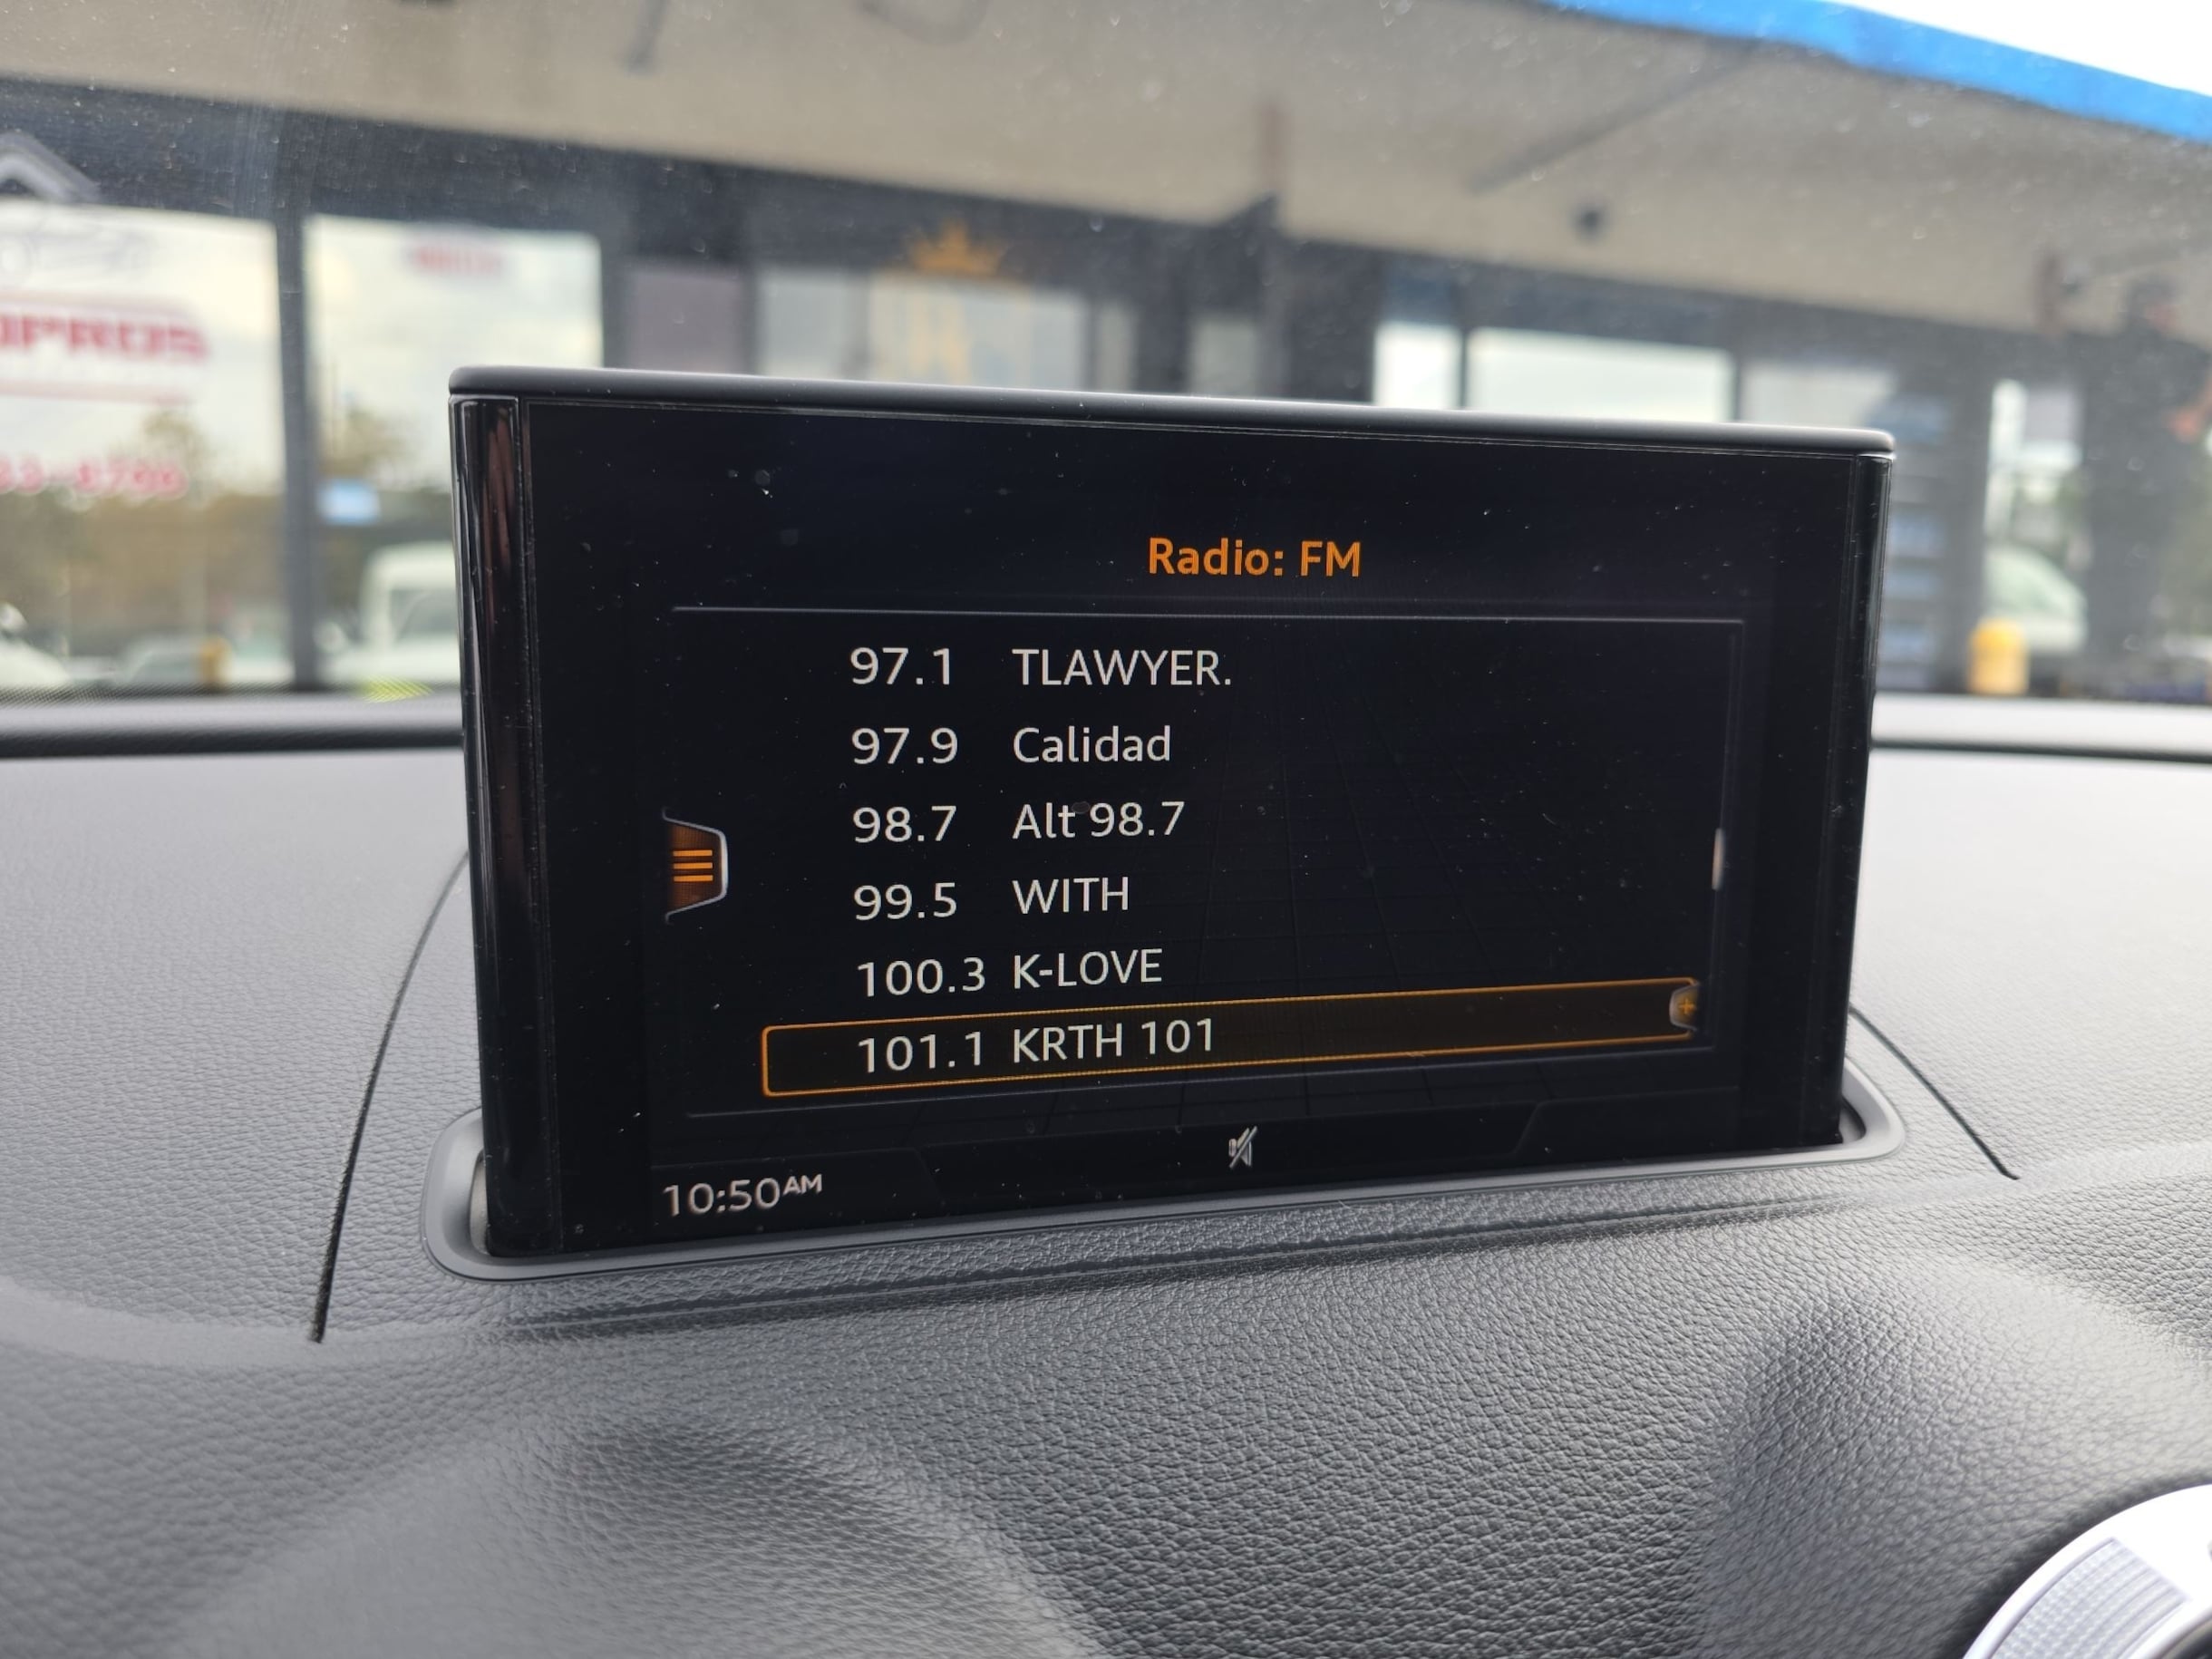 Radio: FM
97.1 TLAWYER.
97.9 Calidad
98.7 Alt 98.7
99.5 WITH
100.3 K-LOVE
101.1 KRTH 101
10:50AM